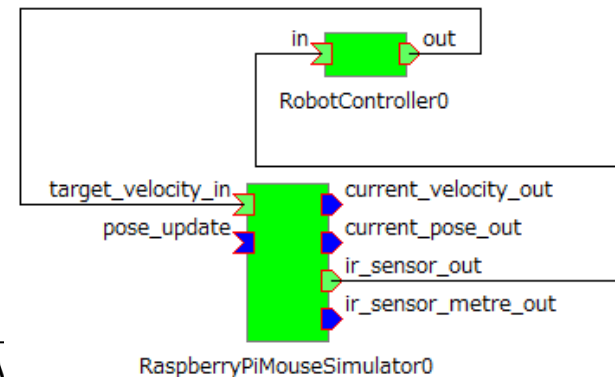 in out
RobotController0
target_velocity_in current_velocity_out
pose_update current_pose_out
ir_sensor_out
ir_sensor_metre_out
RaspberryPiMouseSimulator0